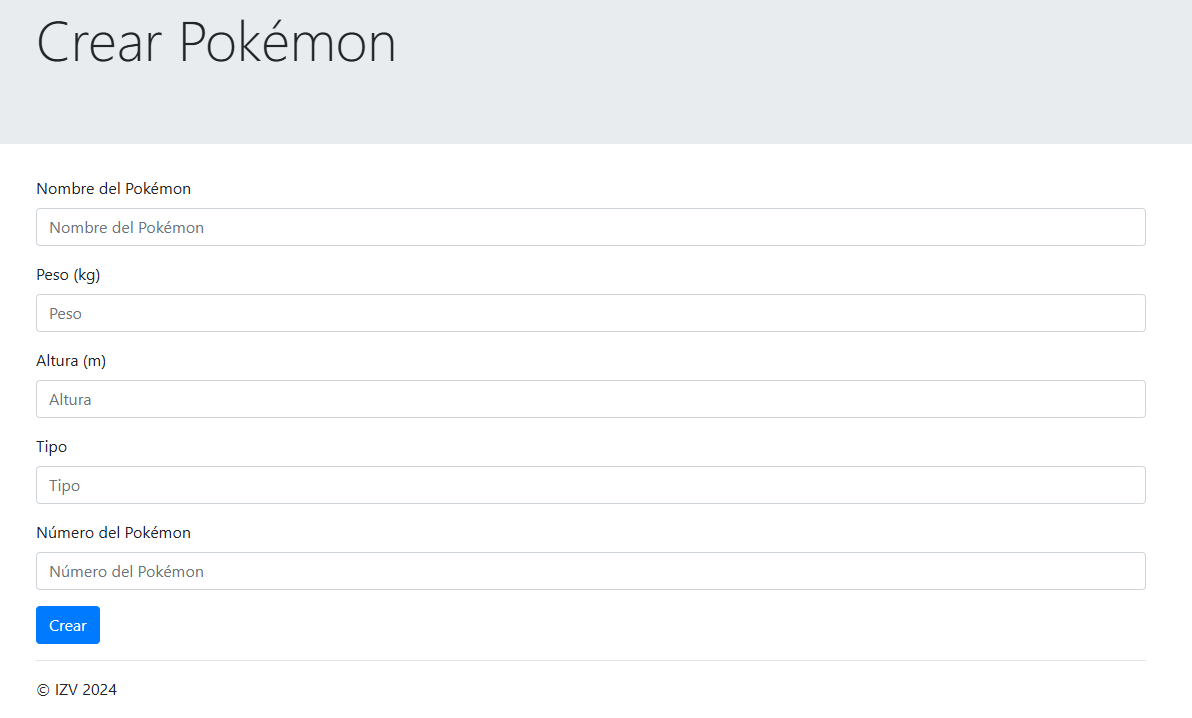 Crear Pokémon
Nombre del Pokémon
Nombre del Pokémon
Peso (kg)
Peso
Altura (m)
Altura
Tipo
Tipo
Número del Pokémon
Número del Pokémon
Crear
© IZV 2024